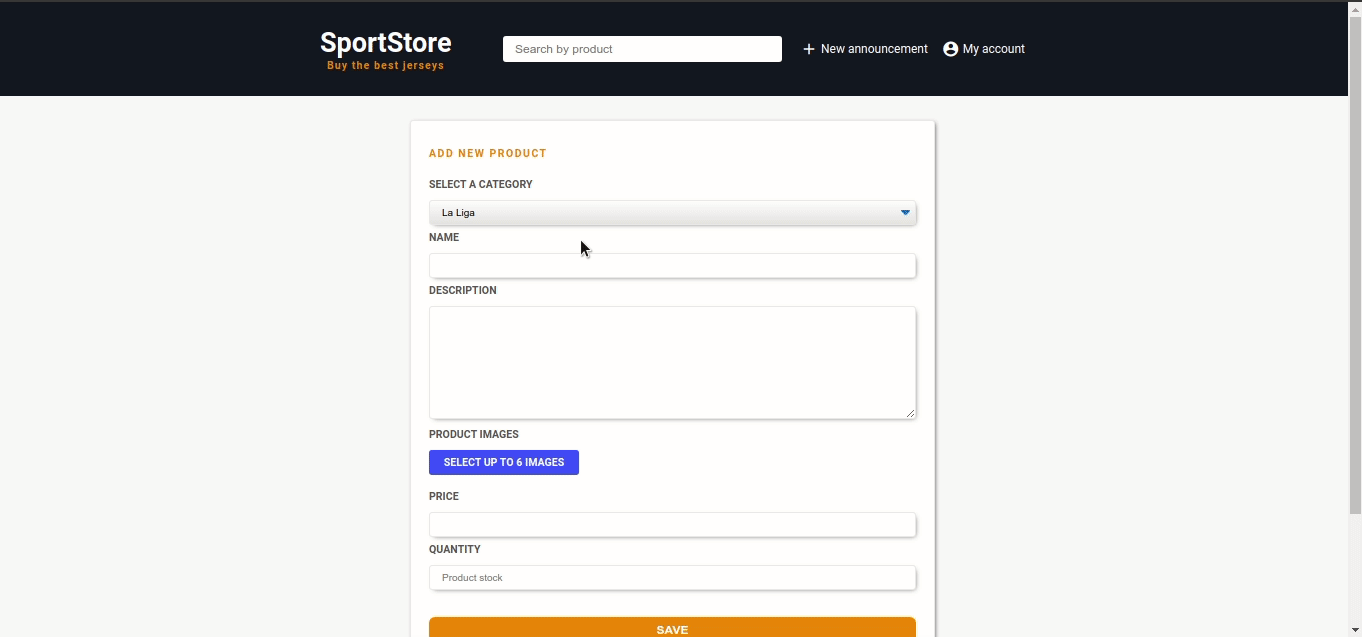 SportStore
Buy the best jerseys
Search by product
New announcement
My account
ADD NEW PRODUCT
SELECT A CATEGORY
La Liga
NAME
DESCRIPTION
PRODUCT IMAGES
SELECT UP TO 6 IMAGES
PRICE
QUANTITY
Product stock
SAVE